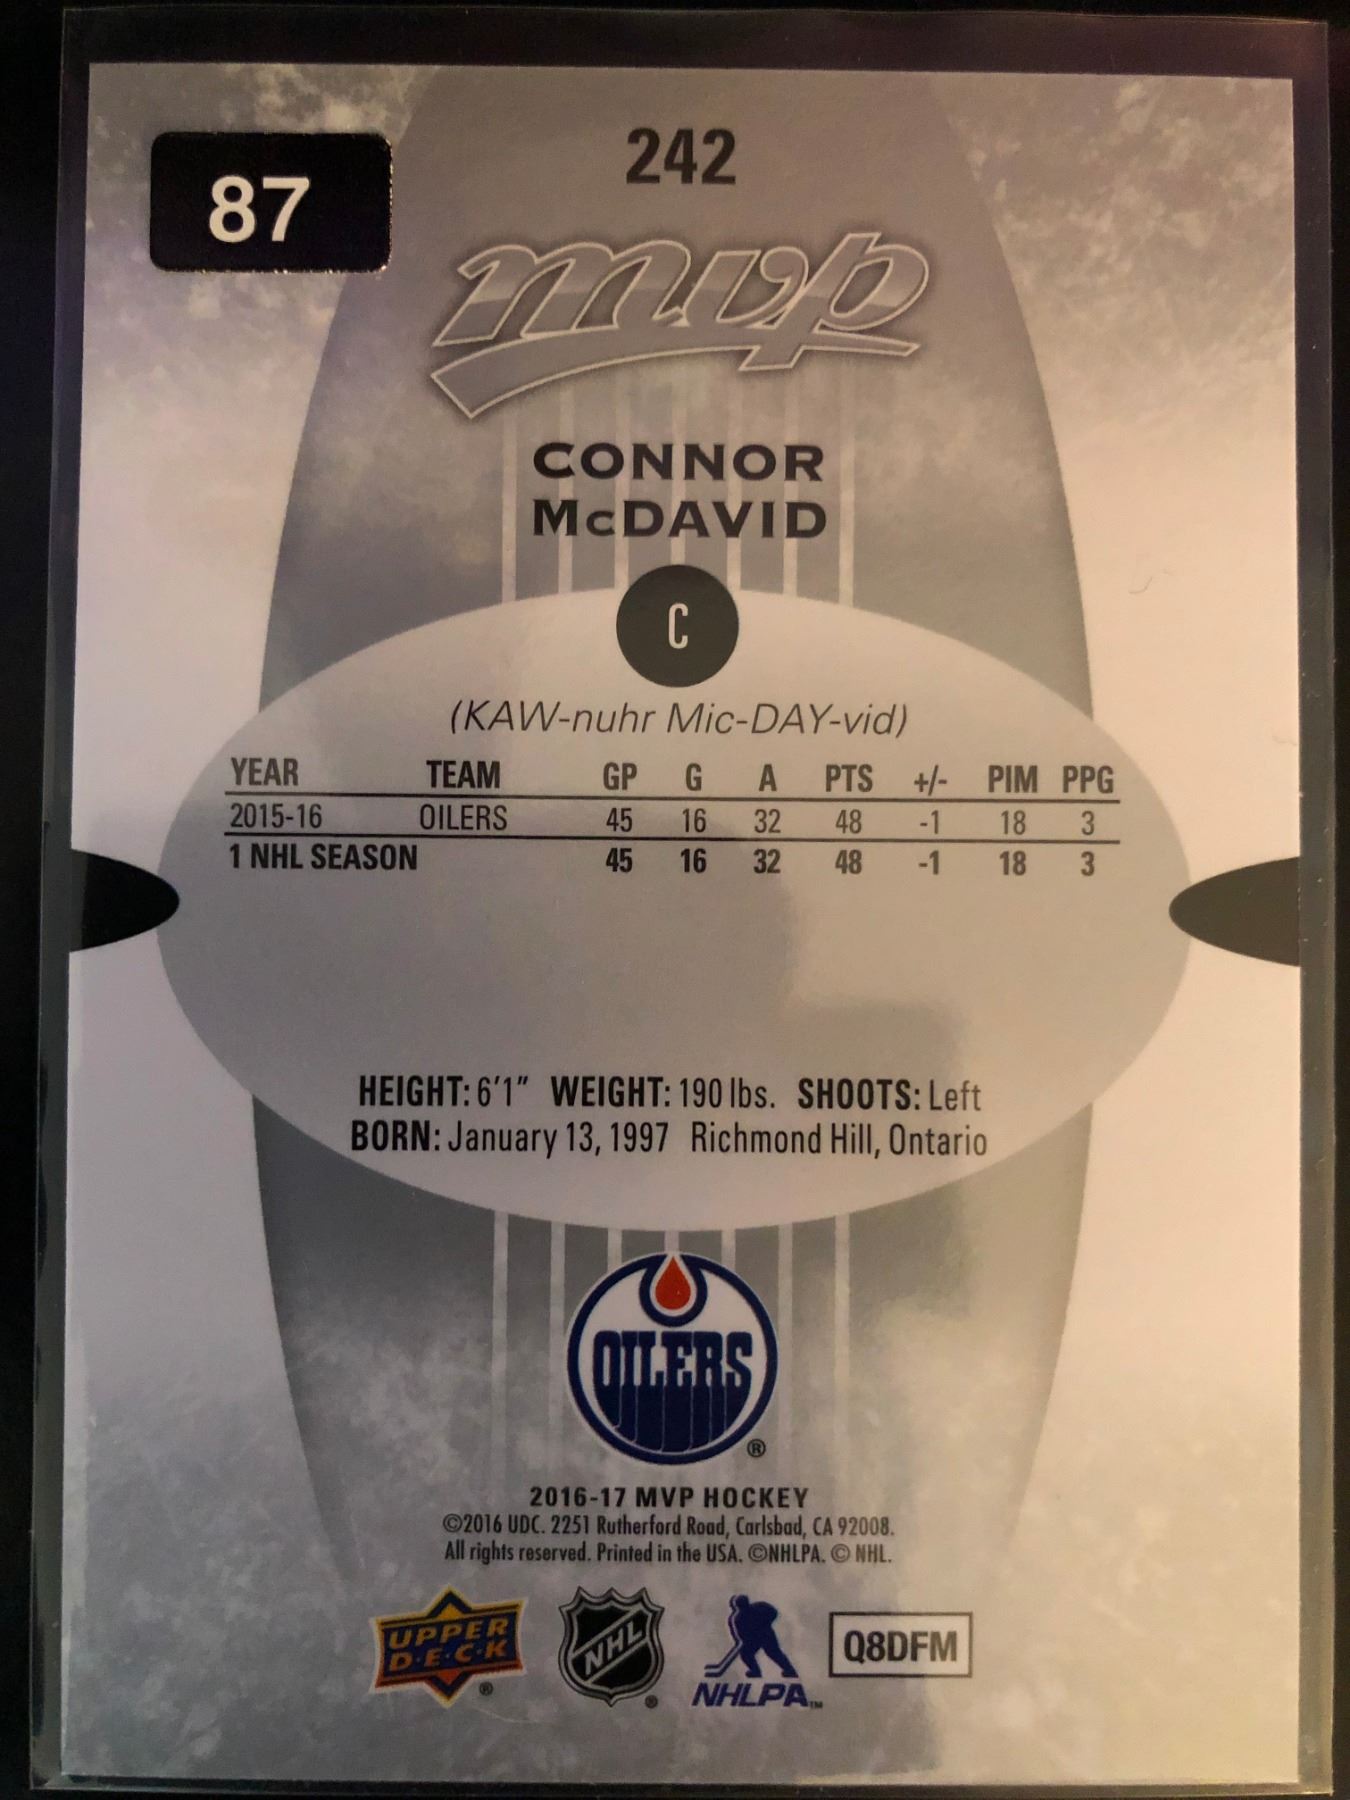 87
242
mvp
CONNOR
McDAVID
C
(KAW-nuhr Mic-DAY-vid)
YEAR TEAM GP G A PTS +/- PIM PPG
2015-16 OILERS 45 16 32 48 -1 18 3
1 NHL SEASON 45 16 32 48 -1 18 3
HEIGHT: 6'1" WEIGHT: 190 lbs. SHOOTS: Left
BORN: January 13, 1997 Richmond Hill, Ontario
OILERS
®
2016-17 MVP HOCKEY
©2016 UDC. 2251 Rutherford Road, Carlsbad, CA 92008.
All rights reserved. Printed in the USA. ©NHLPA. © NHL.
UPPER
D·E·C·K
®
NHL
®
NHLPA™
Q8DFM